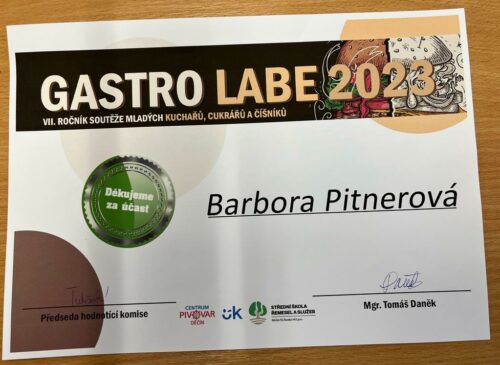 GASTRO LABE 2023
VII. ROČNÍK SOUTĚŽE MLADÝCH KUCHAŘŮ, CUKRÁŘŮ A ČÍŠNÍKŮ
Děkujeme
za účast
Barbora Pitnerová
Předseda hodnotící komise
CENTRUM
PIVOVAR
DĚČÍN
ÚK
STŘEDNÍ ŠKOLA
ŘEMESEL A SLUŽEB
Mgr. Tomáš Daněk